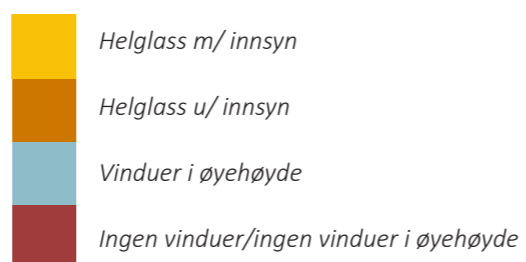 Helglass m/ innsyn
Helglass u/ innsyn
Vinduer i øyehøyde
Ingen vinduer/ingen vinduer i øyehøyde